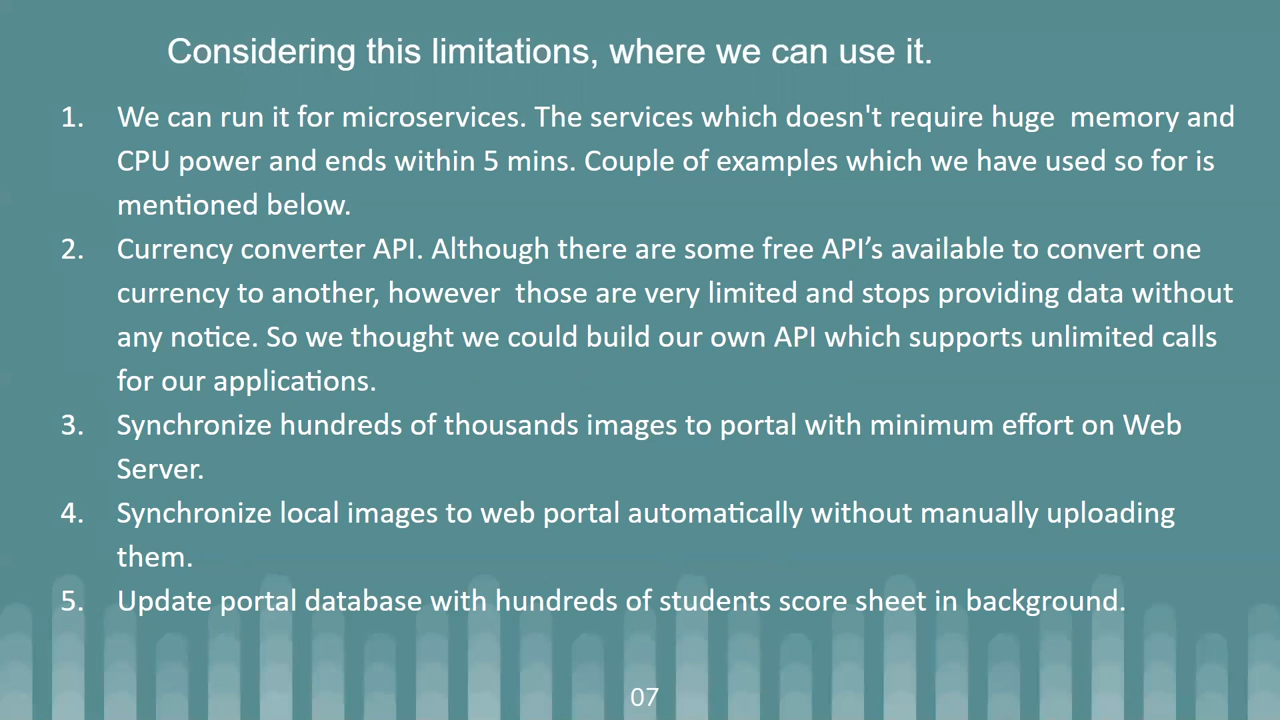 Considering this limitations, where we can use it.
1. We can run it for microservices. The services which doesn't require huge  memory and
CPU power and ends within 5 mins. Couple of examples which we have used so for is
mentioned below.
2. Currency converter API. Although there are some free API’s available to convert one
currency to another, however  those are very limited and stops providing data without
any notice. So we thought we could build our own API which supports unlimited calls
for our applications.
3. Synchronize hundreds of thousands images to portal with minimum effort on Web
Server.
4. Synchronize local images to web portal automatically without manually uploading
them.
5. Update portal database with hundreds of students score sheet in background.
07